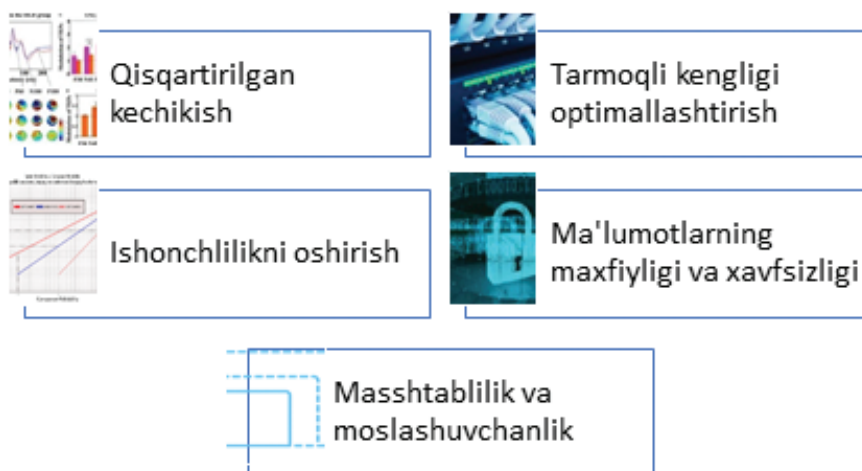 Qisqartirilgan
kechikish
Tarmoqli kengligi
optimallashtirish
Ishonchlilikni oshirish
Ma'lumotlarning
maxfiyligi va xavfsizligi
Masshtablilik va
moslashuvchanlik